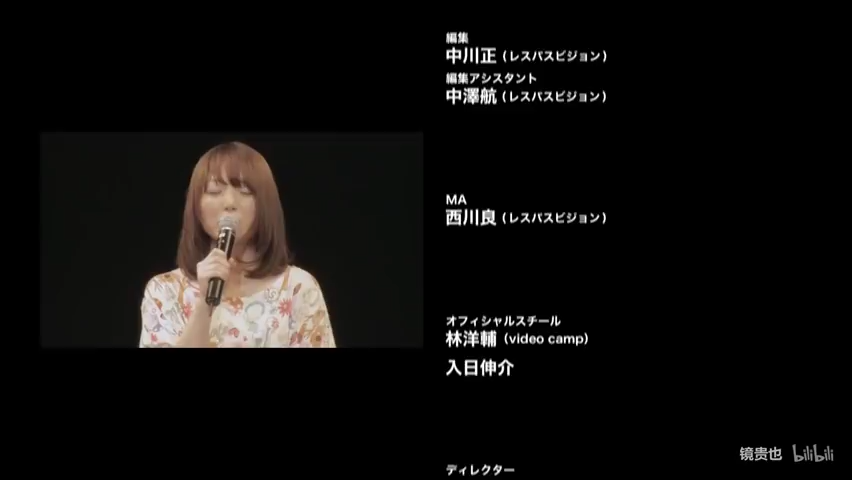 編集
中川正（レスパスビジョン）
編集アシスタント
中澤航（レスパスビジョン）
MA
西川良（レスパスビジョン）
オフィシャルスチール
林洋輔（video camp）
入日伸介
ディレクター
镜贵也 bilibili